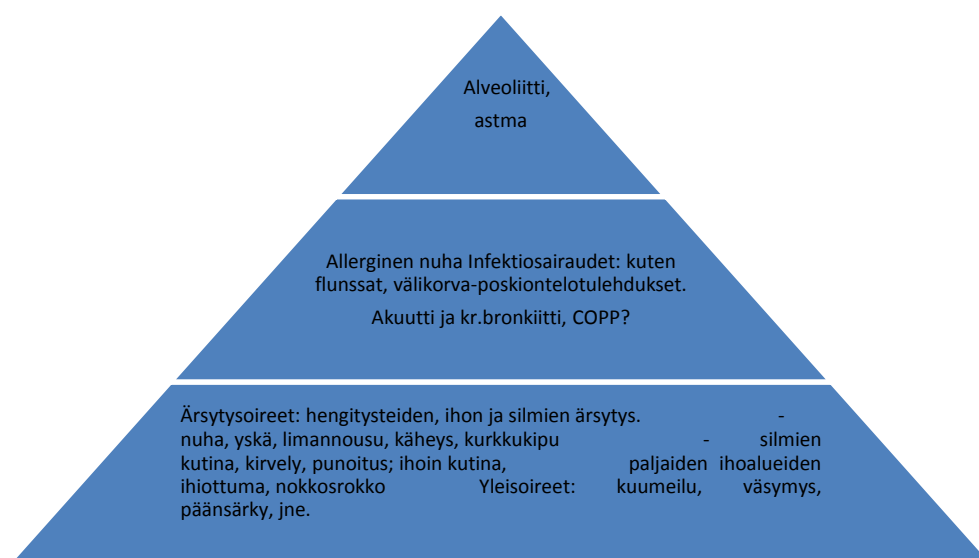 Alveoliitti,
astma
Allerginen nuha Infektiosairaudet: kuten
flunssat, välikorva-poskiontelotulehdukset.
Akuutti ja kr.bronkiitti, COPP?
Ärsytysoireet: hengitysteiden, ihon ja silmien ärsytys. -
nuha, yskä, limannousu, käheys, kurkkukipu - silmien
kutina, kirvely, punoitus; ihoin kutina, paljaiden ihoalueiden
ihiottuma, nokkosrokko Yleisoireet: kuumeilu, väsymys,
päänsärky, jne.